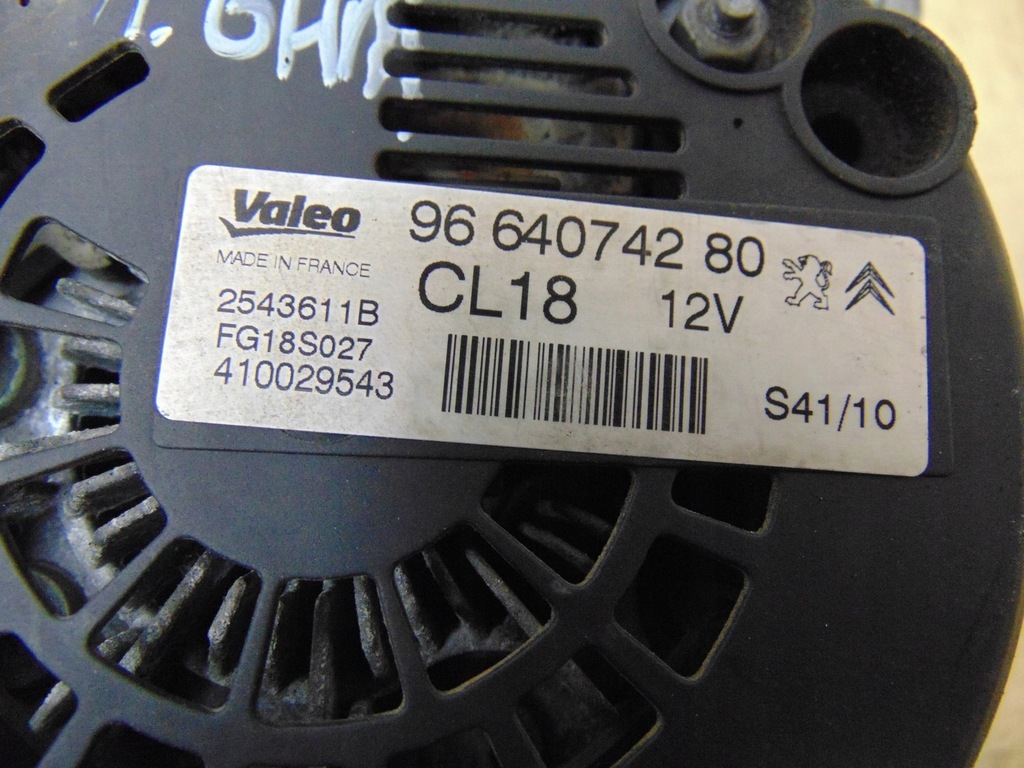 Valeo
96 640742 80
MADE IN FRANCE
CL18
12V
2543611B
FG18S027
410029543
S41/10